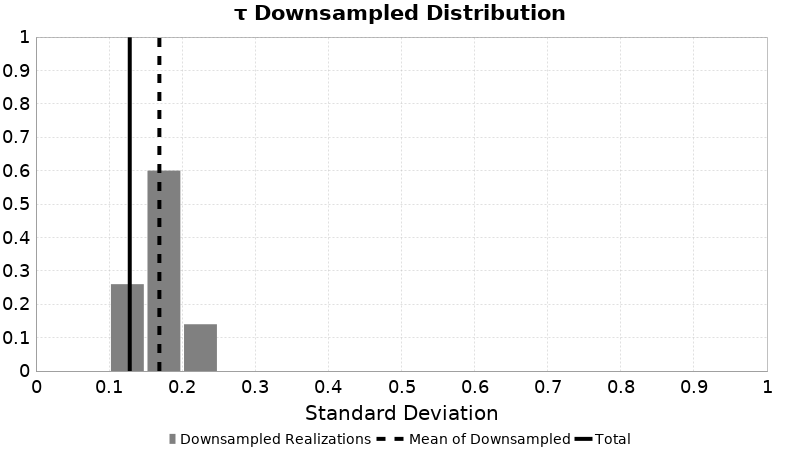 τ Downsampled Distribution
1
0.9
0.8
0.7
0.6
0.5
0.4
0.3
0.2
0.1
0
0 0.1 0.2 0.3 0.4 0.5 0.6 0.7 0.8 0.9 1
Standard Deviation
Downsampled Realizations Mean of Downsampled Total